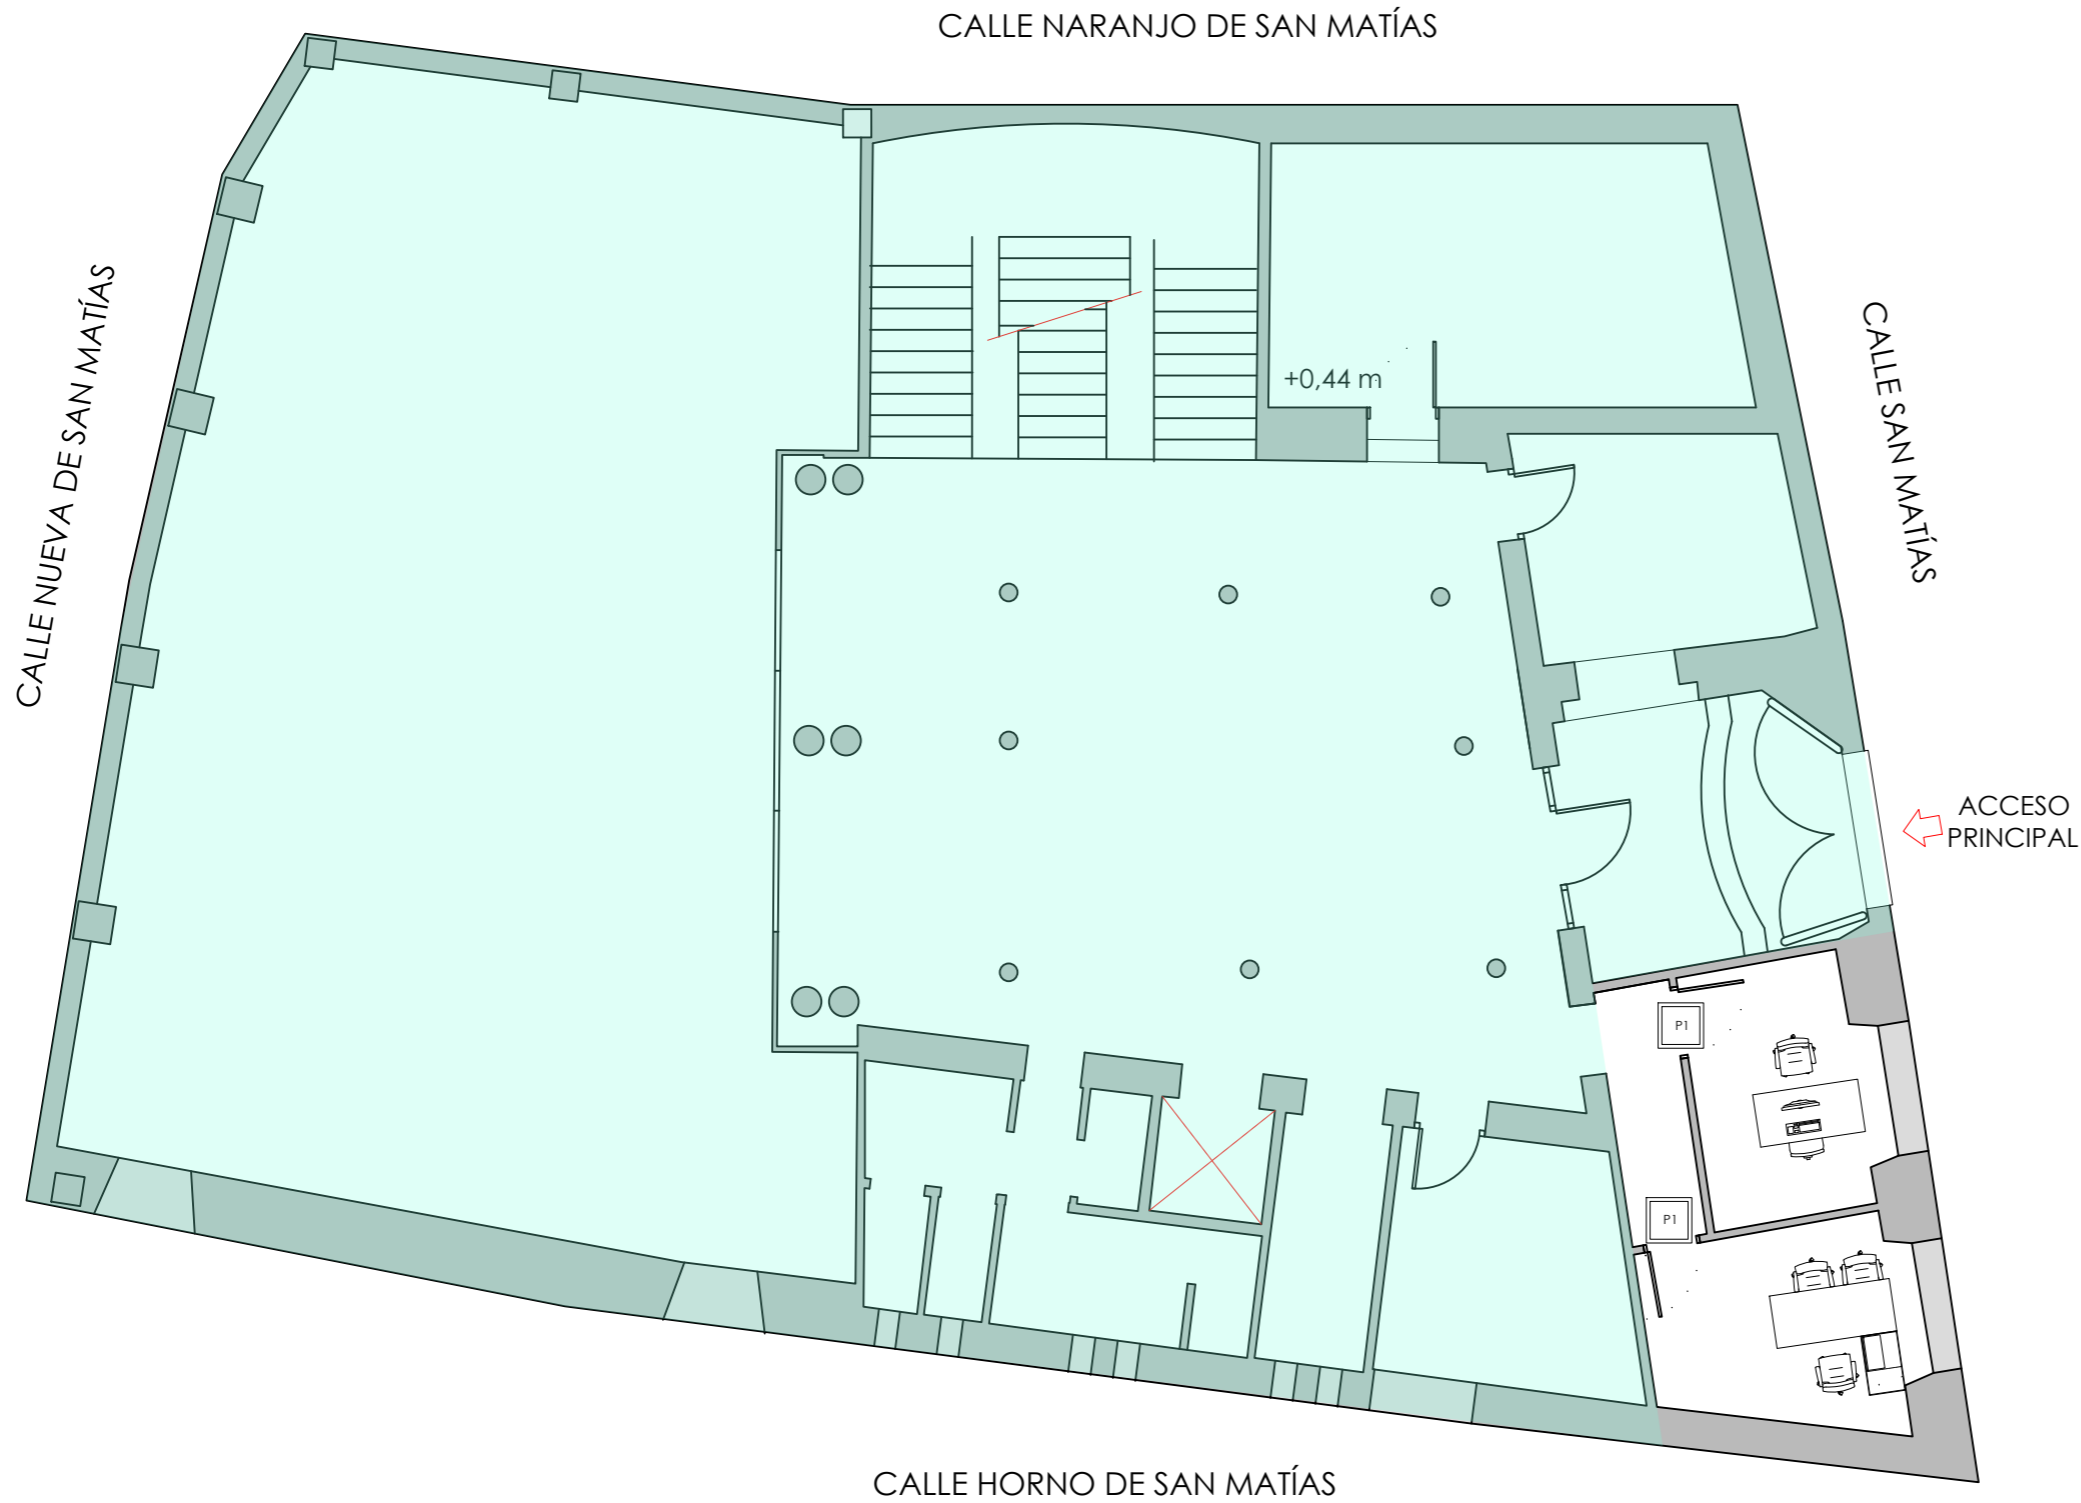 CALLE NARANJO DE SAN MATÍAS
CALLE NUEVA DE SAN MATÍAS
CALLE SAN MATÍAS
+0,44 m
ACCESO
PRINCIPAL
P1
P1
CALLE HORNO DE SAN MATÍAS